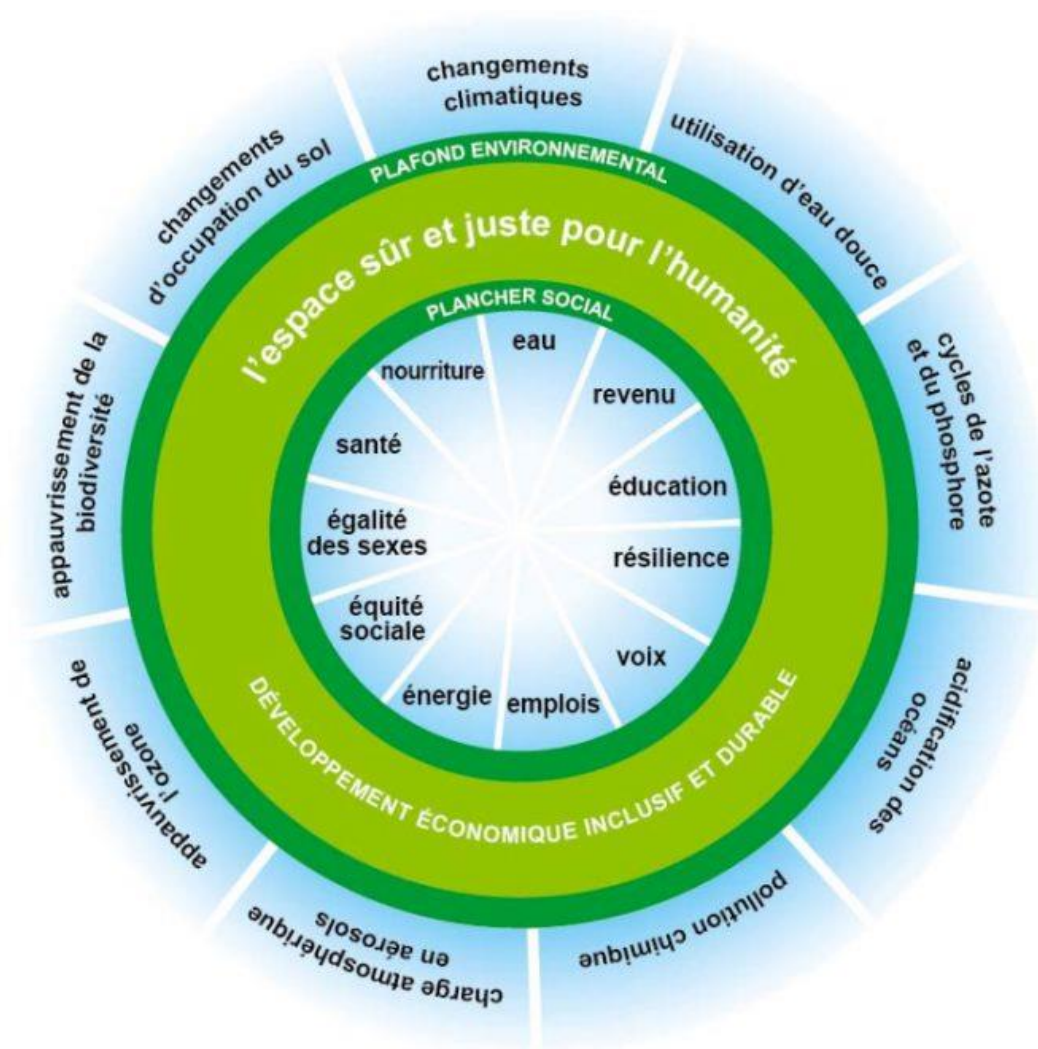 changements
climatiques
utilisation d'eau douce
cycles de l'azote
et du phosphore
acidification des
océans
pollution chimique
charge atmosphérique
en aérosols
appauvrissement de
l'ozone
appauvrissement de la
biodiversité
changements
d'occupation du sol
PLAFOND ENVIRONNEMENTAL
l'espace sûr et juste pour l'humanité
PLANCHER SOCIAL
eau
revenu
éducation
résilience
voix
emplois
énergie
équité
sociale
égalité
des sexes
santé
nourriture
DÉVELOPPEMENT ÉCONOMIQUE INCLUSIF ET DURABLE